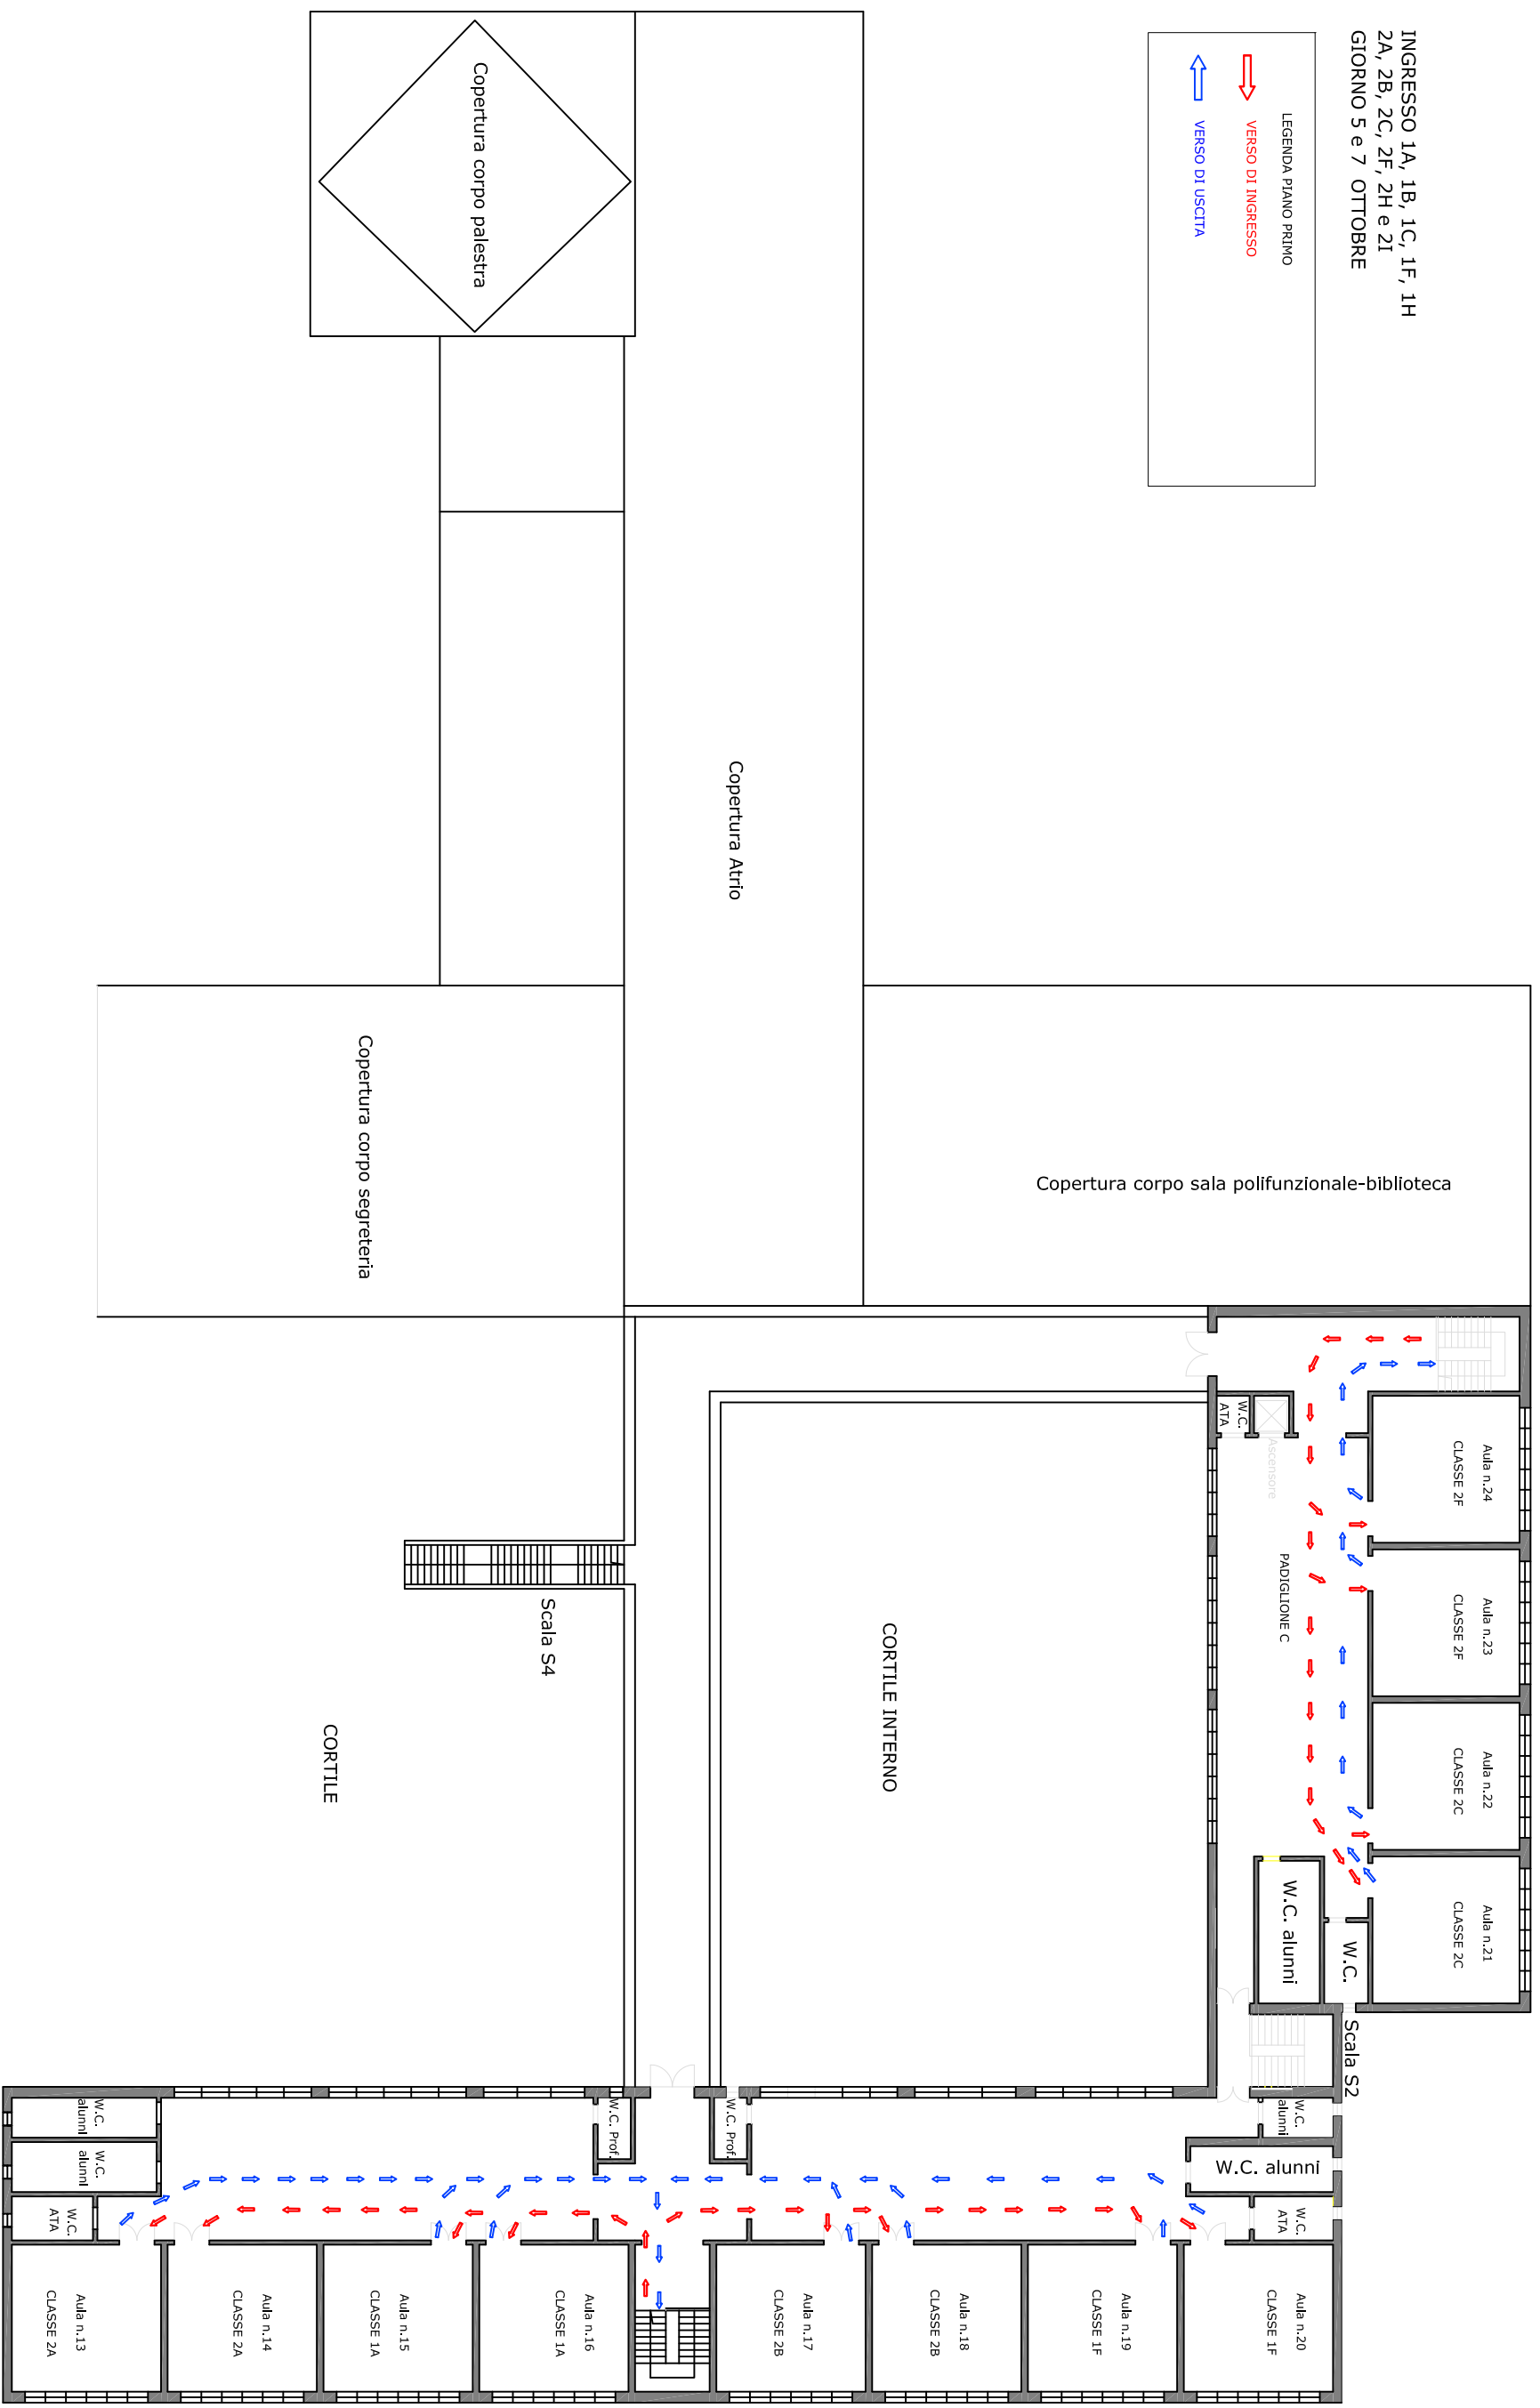 INGRESSO 1A, 1B, 1C, 1F, 1H
2A, 2B, 2C, 2F, 2H e 2I
GIORNO 5 e 7  OTTOBRE
LEGENDA PIANO PRIMO
VERSO DI INGRESSO
VERSO DI USCITA
Copertura corpo palestra
Copertura Atrio
Copertura corpo segreteria
Copertura corpo sala polifunzionale-biblioteca
Aula n.24
CLASSE 2F
Aula n.23
CLASSE 2F
Aula n.22
CLASSE 2C
Aula n.21
CLASSE 2C
W.C.
ATA
Ascensore
PADIGLIONE C
W.C. alunni
W.C.
Scala S2
CORTILE INTERNO
Scala S4
CORTILE
W.C.
alunni
W.C. alunni
W.C.
ATA
W.C. Prof.
W.C. Prof.
W.C.
alunni
W.C.
alunni
W.C.
ATA
Aula n.20
CLASSE 1F
Aula n.19
CLASSE 1F
Aula n.18
CLASSE 2B
Aula n.17
CLASSE 2B
Aula n.16
CLASSE 1A
Aula n.15
CLASSE 1A
Aula n.14
CLASSE 2A
Aula n.13
CLASSE 2A